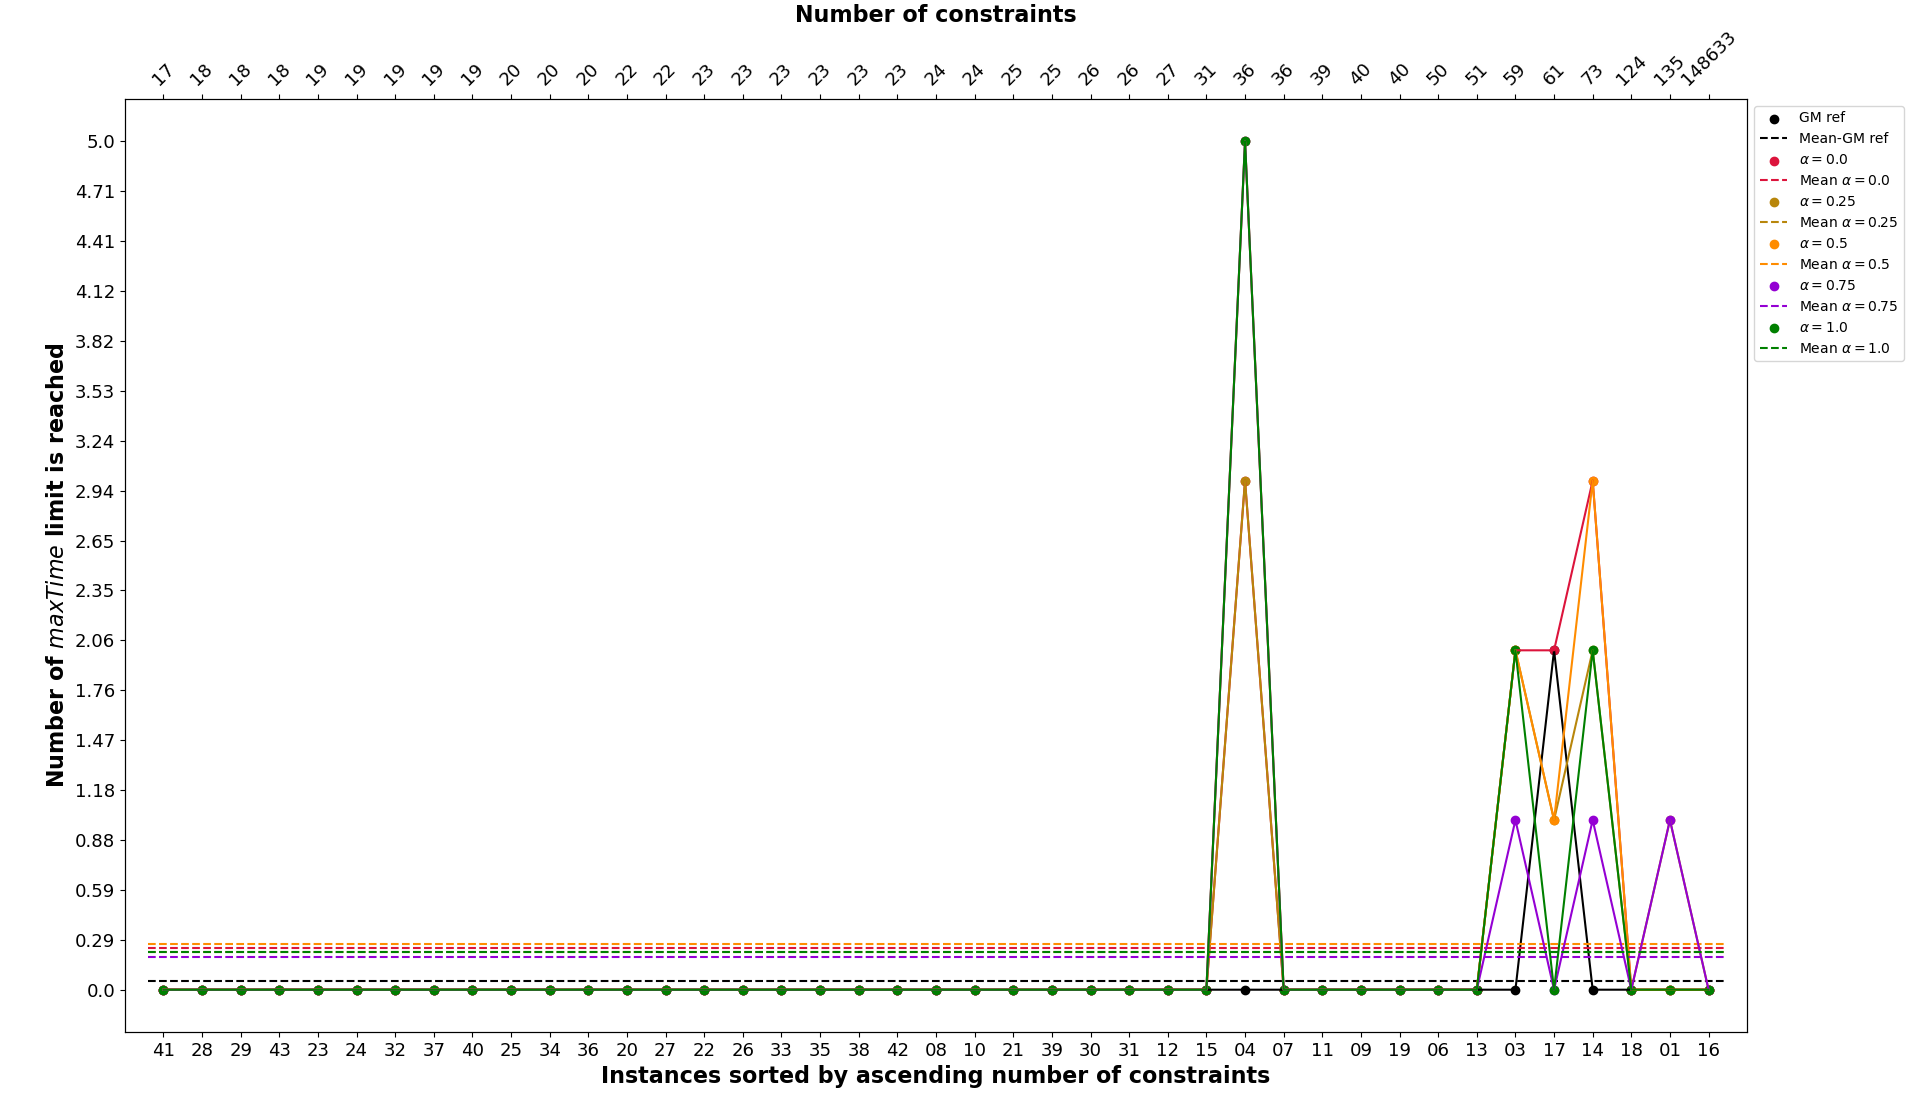 Number of constraints
17 18 18 18 19 19 19 19 19 20 20 20 22 22 23 23 23 23 23 23 24 24 25 25 26 26 27 31 36 36 39 40 40 50 51 59 61 73 124 135 148633
5.0
4.71
4.41
4.12
3.82
3.53
3.24
2.94
2.65
2.35
2.06
1.76
1.47
1.18
0.88
0.59
0.29
0.0
Number of maxTime limit is reached
GM ref
Mean-GM ref
α = 0.0
Mean α = 0.0
α = 0.25
Mean α = 0.25
α = 0.5
Mean α = 0.5
α = 0.75
Mean α = 0.75
α = 1.0
Mean α = 1.0
41 28 29 43 23 24 32 37 40 25 34 36 20 27 22 26 33 35 38 42 08 10 21 39 30 31 12 15 04 07 11 09 19 06 13 03 17 14 18 01 16
Instances sorted by ascending number of constraints